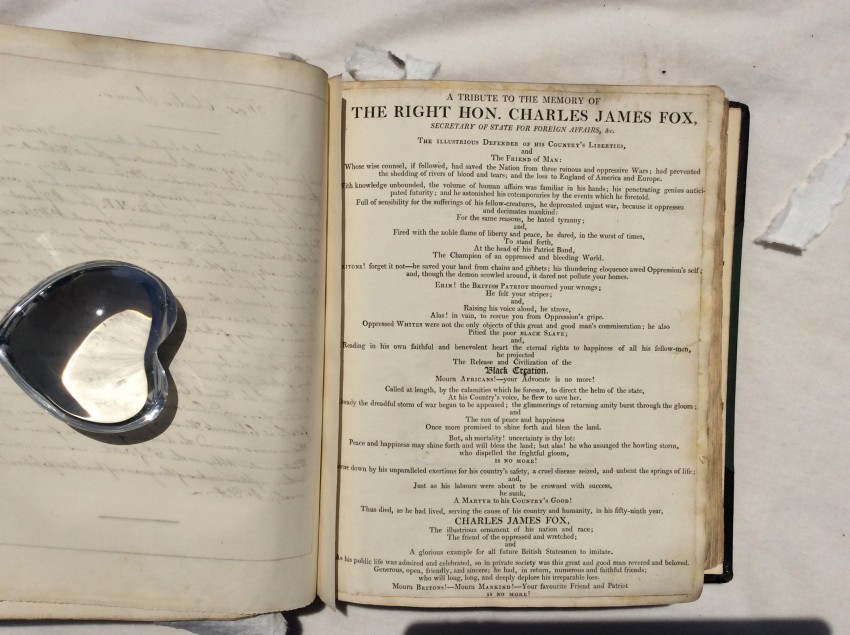 A TRIBUTE TO THE MEMORY OF
THE RIGHT HON. CHARLES JAMES FOX,
SECRETARY OF STATE FOR FOREIGN AFFAIRS, &c.
THE ILLUSTRIOUS DEFENDER OF HIS COUNTRY'S LIBERTIES,
and
The FRIEND of MAN:
Whose wise counsel, if followed, had saved the Nation from three ruinous and oppressive Wars; had prevented
the shedding of rivers of blood and tears; and the loss to England of America and Europe.
With knowledge unbounded, the volume of human affairs was familiar in his hands; his penetrating genius antici-
pated futurity; and he astonished his cotemporaries by the events which he foretold.
Full of sensibility for the sufferings of his fellow-creatures, he deprecated unjust war, because it oppresses
and decimates mankind:
For the same reasons, he hated tyranny;
and,
Fired with the noble flame of liberty and peace, he dared, in the worst of times,
To stand forth,
At the head of his Patriot Band,
The Champion of an oppressed and bleeding World.
forget it not—he saved your land from chains and gibbets; his thundering eloquence awed Oppression's self;
and, though the demon scowled around, it dared not pollute your homes.
ERIN! the BRITISH PATRIOT mourned your wrongs;
He felt your stripes;
and,
Raising his voice aloud, he strove,
Alas! in vain, to rescue you from Oppression's gripe.
Oppressed WHITES were not the only objects of this great and good man's commiseration; he also
Pitied the poor BLACK SLAVE;
and,
Reading in his own faithful and benevolent heart the eternal rights to happiness of all his fellow-men,
he projected
The Release and Civilization of the
Black Creation.
Mourn AFRICANS!—your Advocate is no more!
Called at length, by the calamities which he foresaw, to direct the helm of the state,
At his Country's voice, he flew to save her.
the dreadful storm of war began to be appeased; the glimmerings of returning amity burst through the gloom;
and
The sun of peace and happiness
Once more promised to shine forth and bless the land.
But, ah mortality! uncertainty is thy lot:
Peace and happiness may shine forth and will bless the land; but alas! he who assuaged the howling storm,
who dispelled the frightful gloom,
IS NO MORE!
down by his unparalleled exertions for his country's safety, a cruel disease seized, and unbent the springs of life;
and,
Just as his labours were about to be crowned with success,
he sunk,
A MARTYR to his COUNTRY'S GOOD!
Thus died, as he had lived, serving the cause of his country and humanity, in his fifty-ninth year,
CHARLES JAMES FOX,
The illustrious ornament of his nation and race;
The friend of the oppressed and wretched;
and
A glorious example for all future British Statesmen to imitate.
As his public life was admired and celebrated, so in private society was this great and good man revered and beloved.
Generous, open, friendly, and sincere; he had, in return, numerous and faithful friends;
who will long, long, and deeply deplore his irreparable loss.
Mourn BRITONS!—Mourn MANKIND!—Your favourite Friend and Patriot
IS NO MORE!